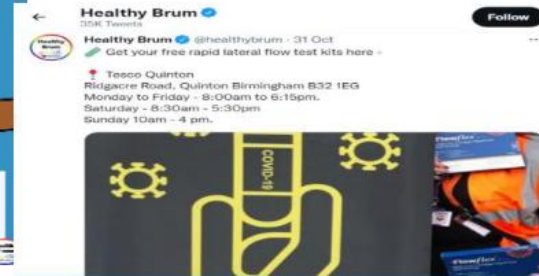 Healthy Brum
35K Tweets
Follow
Healthy Brum @healthybrum · 31 Oct
Get your free rapid lateral flow test kits here -
Tesco Quinton
Ridgacre Road, Quinton Birmingham B32 1EG
Monday to Friday - 8:00am to 6:15pm.
Saturday - 8:30am - 5:30pm
Sunday 10am - 4 pm.
COVID-19